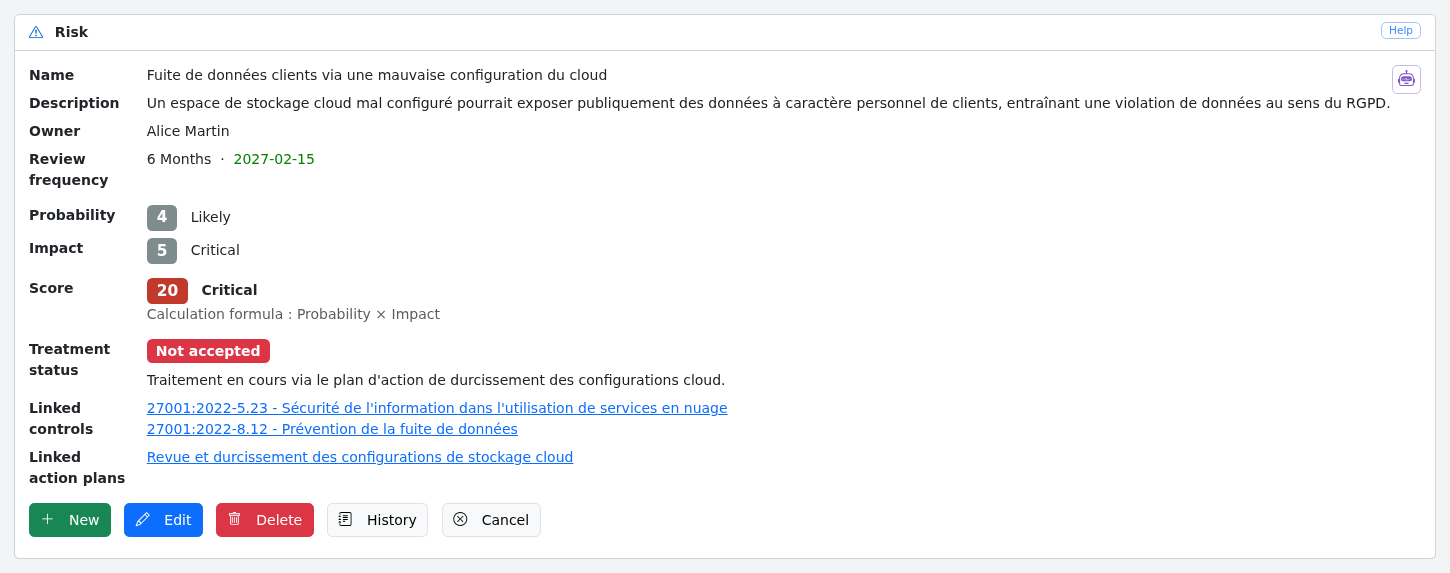 Risk
Help
Name Fuite de données clients via une mauvaise configuration du cloud
Description Un espace de stockage cloud mal configuré pourrait exposer publiquement des données à caractère personnel de clients, entraînant une violation de données au sens du RGPD.
Owner Alice Martin
Review 6 Months · 2027-02-15
frequency
Probability 4 Likely
Impact 5 Critical
Score 20 Critical
Calculation formula : Probability × Impact
Treatment Not accepted
status
Traitement en cours via le plan d'action de durcissement des configurations cloud.
Linked 27001:2022-5.23 - Sécurité de l'information dans l'utilisation de services en nuage
controls 27001:2022-8.12 - Prévention de la fuite de données
Linked Revue et durcissement des configurations de stockage cloud
action plans
New Edit Delete History Cancel